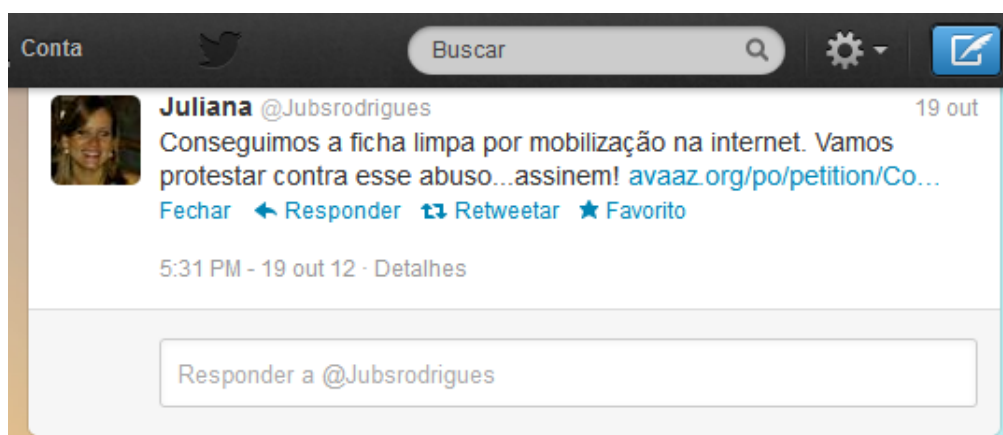 Conta
Buscar
Juliana @Jubsrodrigues 19 out
Conseguimos a ficha limpa por mobilização na internet. Vamos
protestar contra esse abuso...assinem! avaaz.org/po/petition/Co...
Fechar Responder Retweetar Favorito
5:31 PM - 19 out 12 · Detalhes
Responder a @Jubsrodrigues